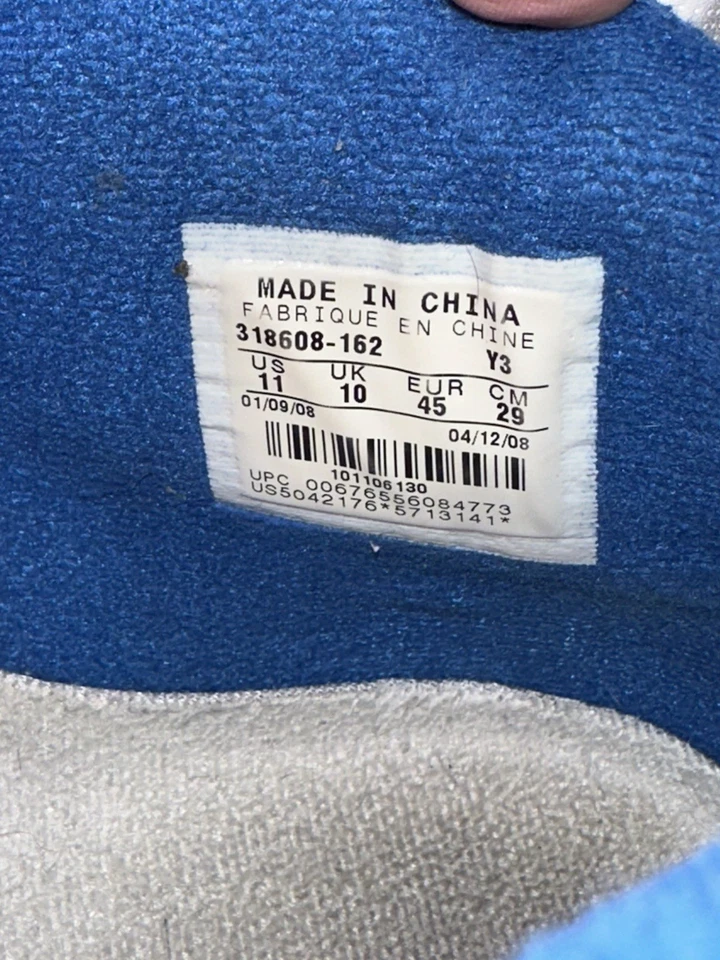 MADE IN CHINA
FABRIQUE EN CHINE
318608-162 Y3
US UK EUR CM
11 10 45 29
01/09/08 04/12/08
101106130
UPC 00676556084773
US5042176*5713141*